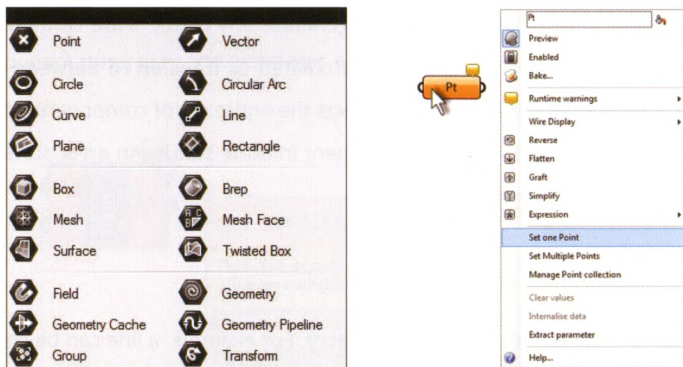 Point
Vector
Circle
Circular Arc
Curve
Line
Plane
Rectangle
Box
Brep
Mesh
Mesh Face
Surface
Twisted Box
Field
Geometry
Geometry Cache
Geometry Pipeline
Group
Transform
Pt
Pt
Preview
Enabled
Bake...
Runtime warnings
Wire Display
Reverse
Flatten
Graft
Simplify
Expression
Set one Point
Set Multiple Points
Manage Point collection
Clear values
Internalise data
Extract parameter
Help...